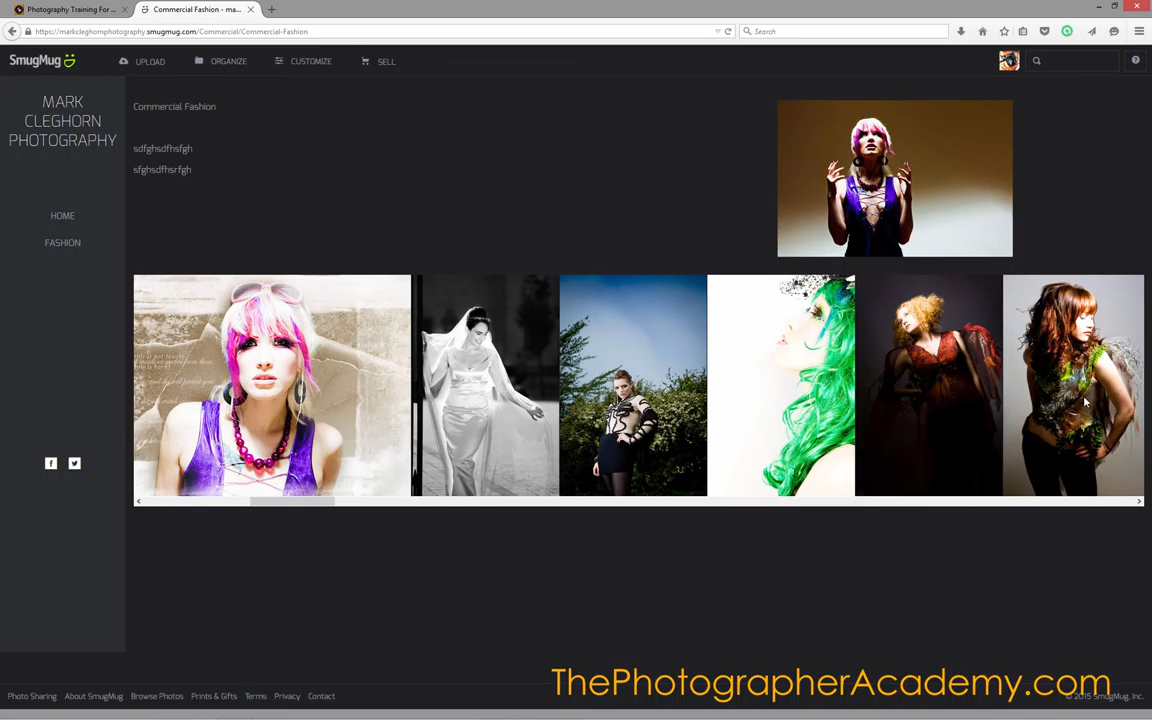 Photography Training For ...
Commercial Fashion - ma...
https://markcleghornphotography.smugmug.com/Commercial/Commercial-Fashion
Search
SmugMug
UPLOAD
ORGANIZE
CUSTOMIZE
SELL
MARK
CLEGHORN
PHOTOGRAPHY
HOME
FASHION
Commercial Fashion
sdfghsdfhsfgh
sfghsdfhsrfgh
Photo Sharing
About SmugMug
Browse Photos
Prints & Gifts
Terms
Privacy
Contact
© 2015 SmugMug, Inc.
ThePhotographerAcademy.com